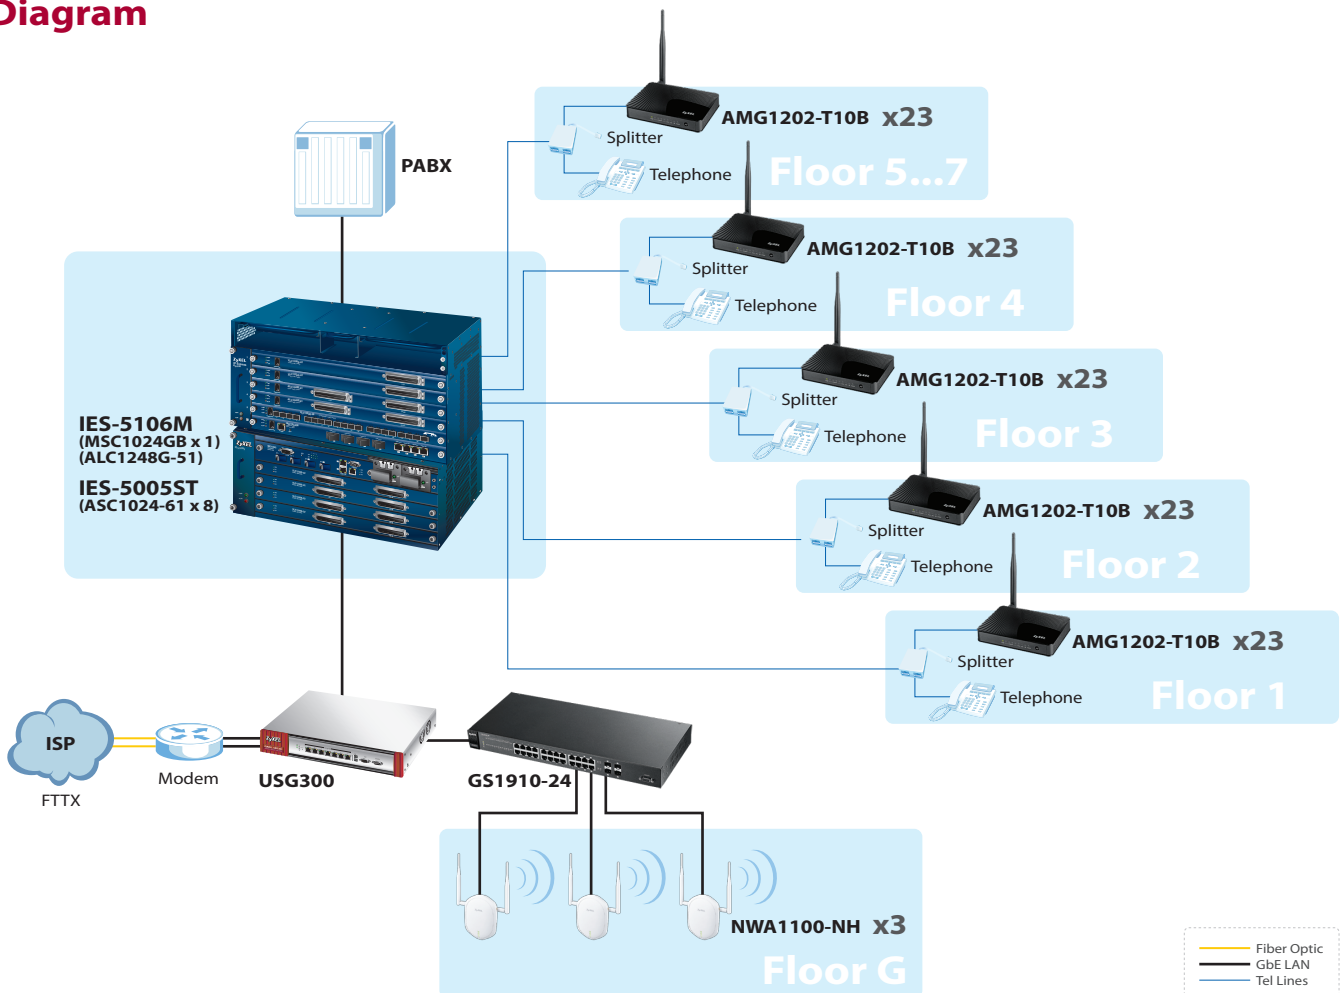 Diagram
PABX
AMG1202-T10B x23
Splitter
Telephone
Floor 5...7
AMG1202-T10B x23
Splitter
Telephone
Floor 4
AMG1202-T10B x23
Splitter
Telephone
Floor 3
IES-5106M
(MSC1024GB x 1)
(ALC1248G-51)
IES-5005ST
(ASC1024-61 x 8)
AMG1202-T10B x23
Splitter
Telephone
Floor 2
AMG1202-T10B x23
Splitter
Telephone
Floor 1
ISP
FTTX
Modem
ZyXEL
USG300
GS1910-24
NWA1100-NH x3
Floor G
Fiber Optic
GbE LAN
Tel Lines